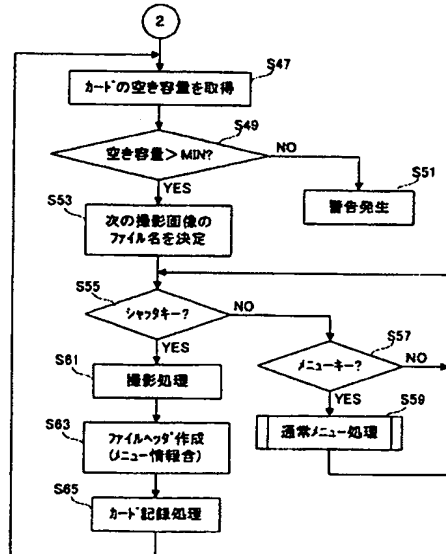 2
S47
カードの空き容量を取得
S49
空き容量>MIN?
NO
YES
S51
警告発生
S53
次の撮影画像の
ファイル名を決定
S55
シャッタキー?
NO
YES
S57
メニューキー?
NO
YES
S61
撮影処理
S59
通常メニュー処理
S63
ファイルヘッダ作成
(メニュー情報含)
S65
カード記録処理